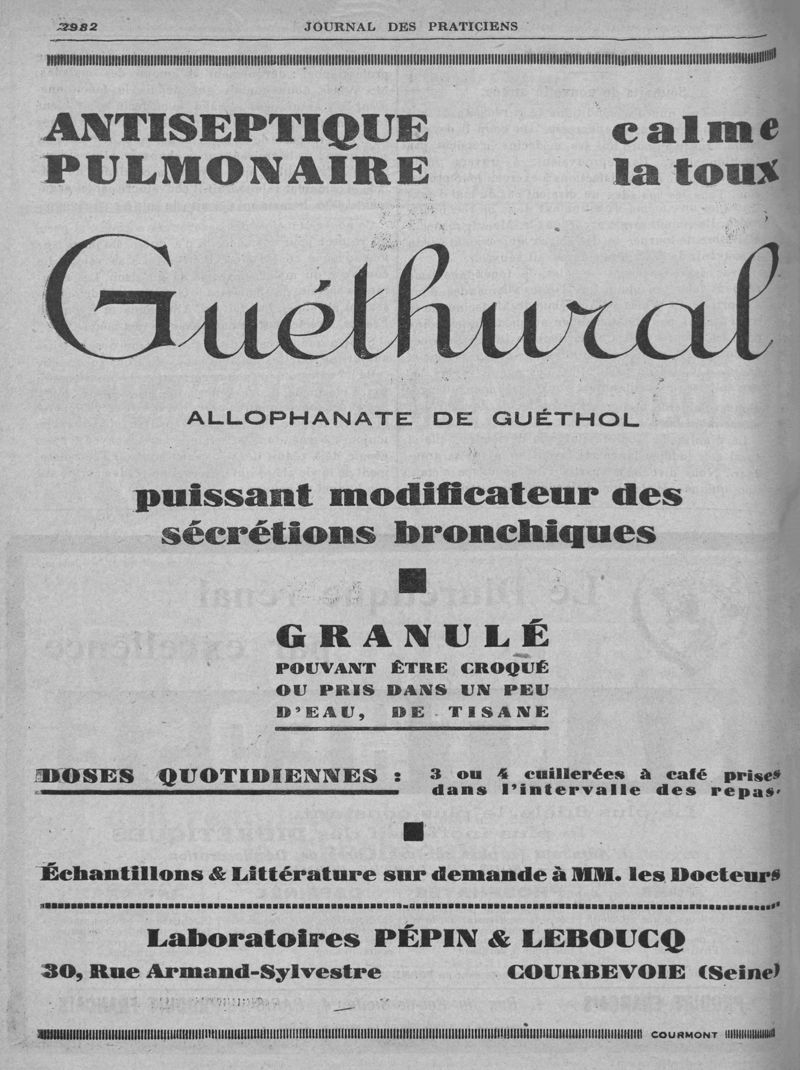 2982
JOURNAL DES PRATICIENS
ANTISEPTIQUE
PULMONAIRE
calme
la toux
Guéthural
ALLOPHANATE DE GUÉTHOL
puissant modificateur des
sécrétions bronchiques
GRANULÉ
POUVANT ÊTRE CROQUÉ
OU PRIS DANS UN PEU
D'EAU, DE TISANE
DOSES QUOTIDIENNES :
3 ou 4 cuillerées à café prises
dans l'intervalle des repas.
Échantillons & Littérature sur demande à MM. les Docteurs
Laboratoires PÉPIN & LEBOUCQ
30, Rue Armand-Sylvestre
COURBEVOIE (Seine)
COURMONT